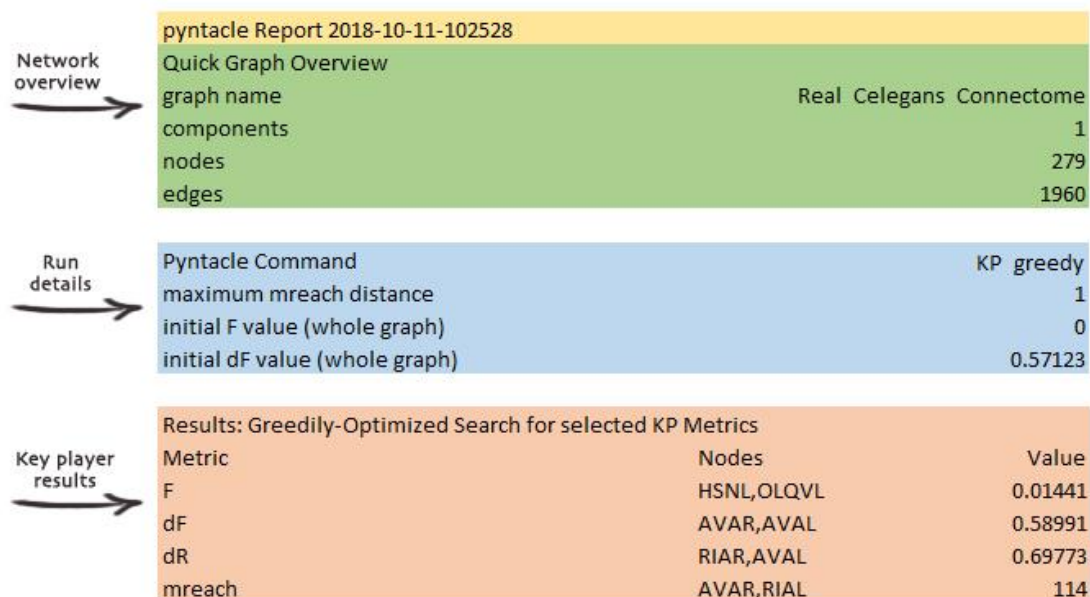 pyntacle Report 2018-10-11-102528
Network
overview
Quick Graph Overview
graph name Real Celegans Connectome
components 1
nodes 279
edges 1960
Run
details
Pyntacle Command KP greedy
maximum mreach distance 1
initial F value (whole graph) 0
initial dF value (whole graph) 0.57123
Key player
results
Results: Greedily-Optimized Search for selected KP Metrics
Metric Nodes Value
F HSNL,OLQVL 0.01441
dF AVAR,AVAL 0.58991
dR RIAR,AVAL 0.69773
mreach AVAR,RIAL 114